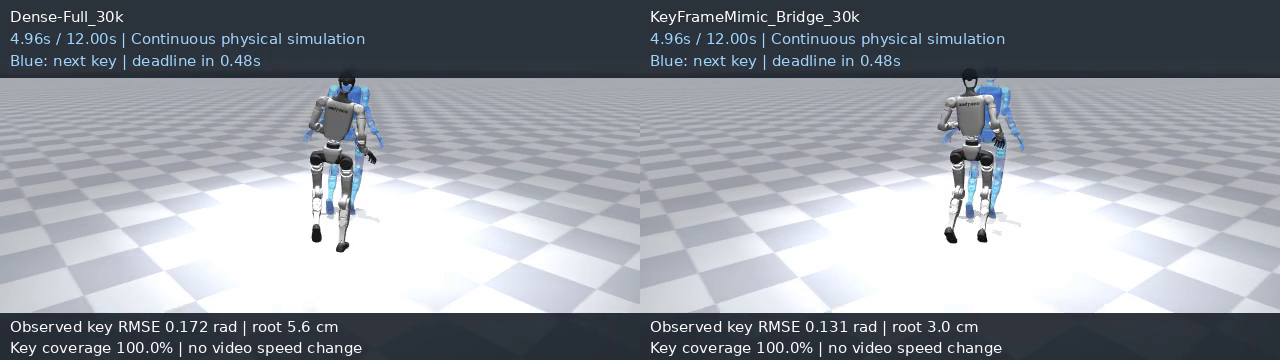 Dense-Full_30k
4.96s / 12.00s | Continuous physical simulation
Blue: next key | deadline in 0.48s
Observed key RMSE 0.172 rad | root 5.6 cm
Key coverage 100.0% | no video speed change
KeyFrameMimic_Bridge_30k
4.96s / 12.00s | Continuous physical simulation
Blue: next key | deadline in 0.48s
Observed key RMSE 0.131 rad | root 3.0 cm
Key coverage 100.0% | no video speed change